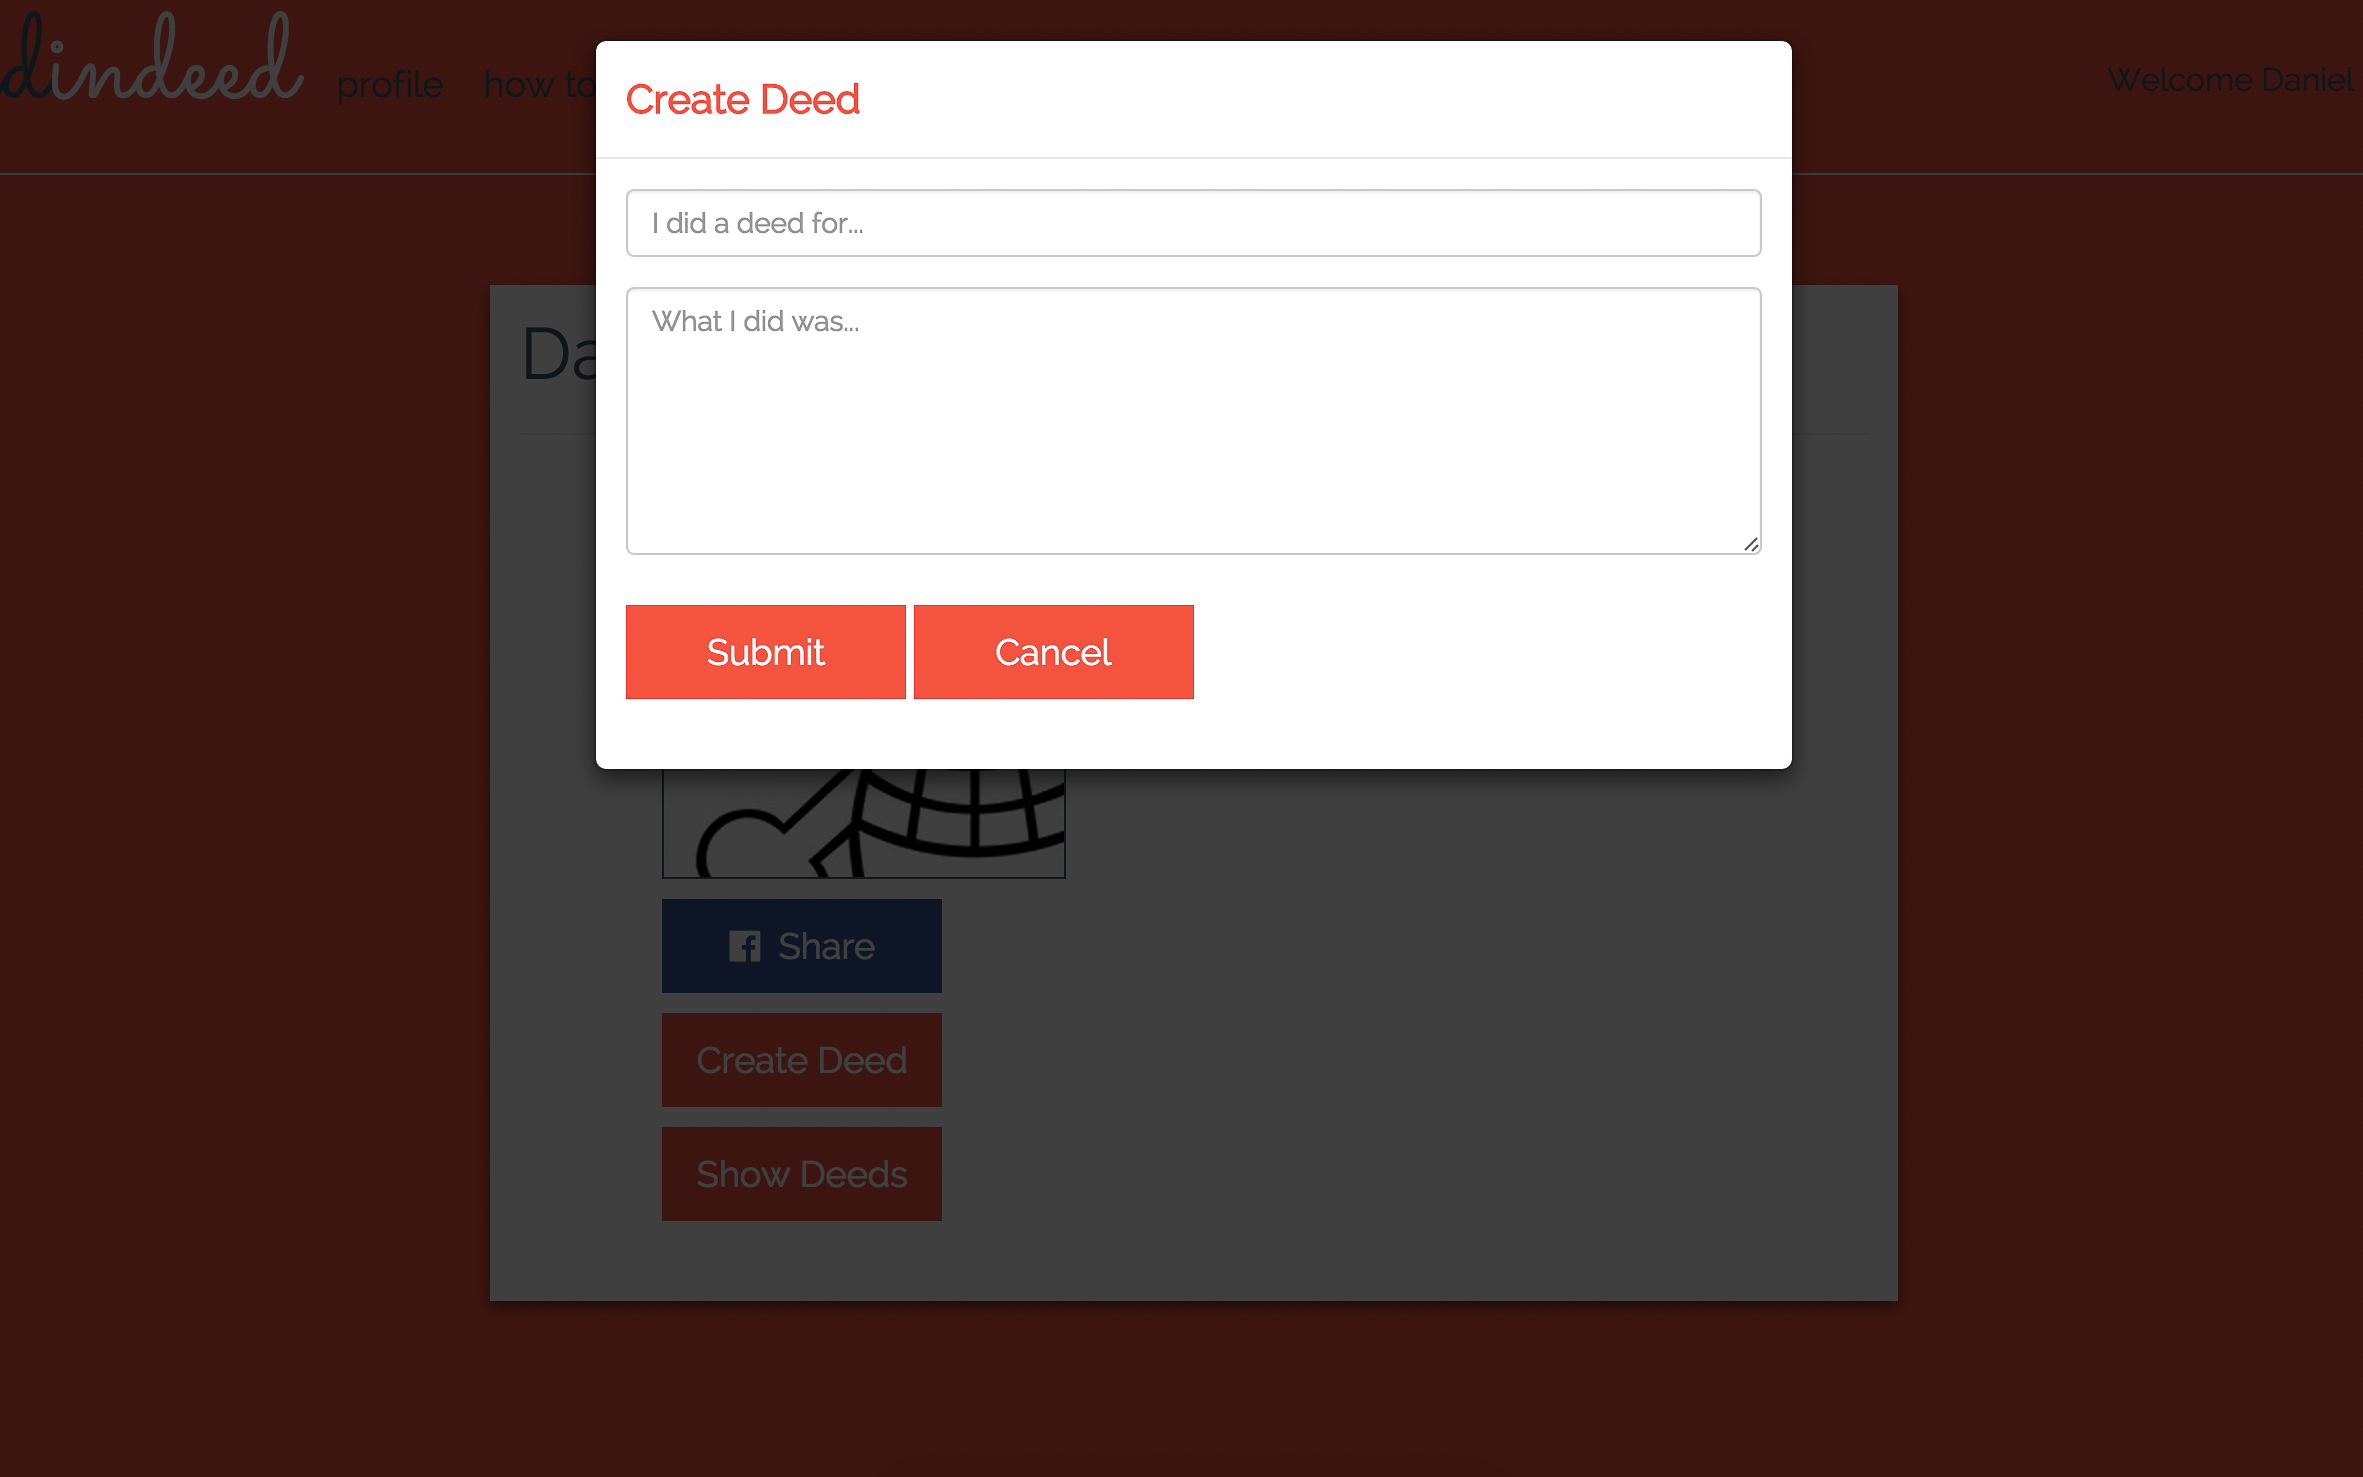 dindeed profile how to Welcome Daniel
Create Deed
I did a deed for...
What I did was...
Submit Cancel
Share
Create Deed
Show Deeds